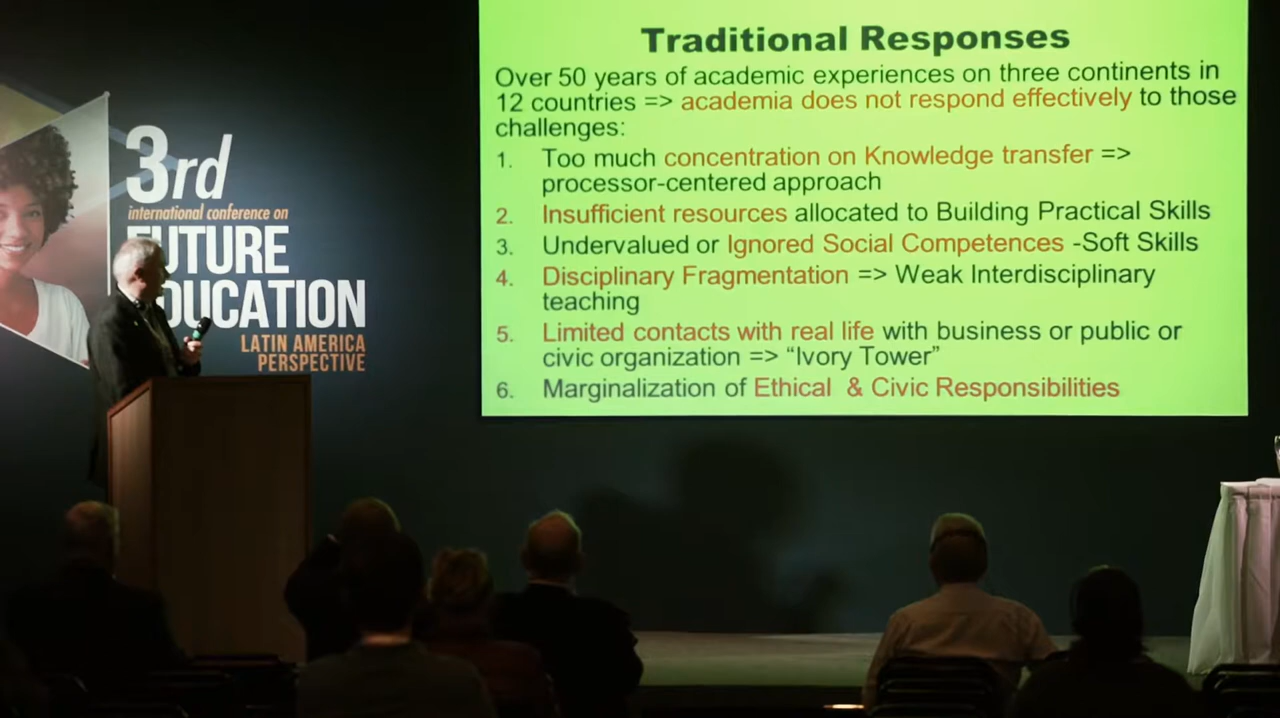 3rd
international conference on
FUTURE
EDUCATION
LATIN AMERICA
PERSPECTIVE
Traditional Responses
Over 50 years of academic experiences on three continents in
12 countries => academia does not respond effectively to those
challenges:
1. Too much concentration on Knowledge transfer =>
processor-centered approach
2. Insufficient resources allocated to Building Practical Skills
3. Undervalued or Ignored Social Competences -Soft Skills
4. Disciplinary Fragmentation => Weak Interdisciplinary
teaching
5. Limited contacts with real life with business or public or
civic organization => “Ivory Tower”
6. Marginalization of Ethical & Civic Responsibilities